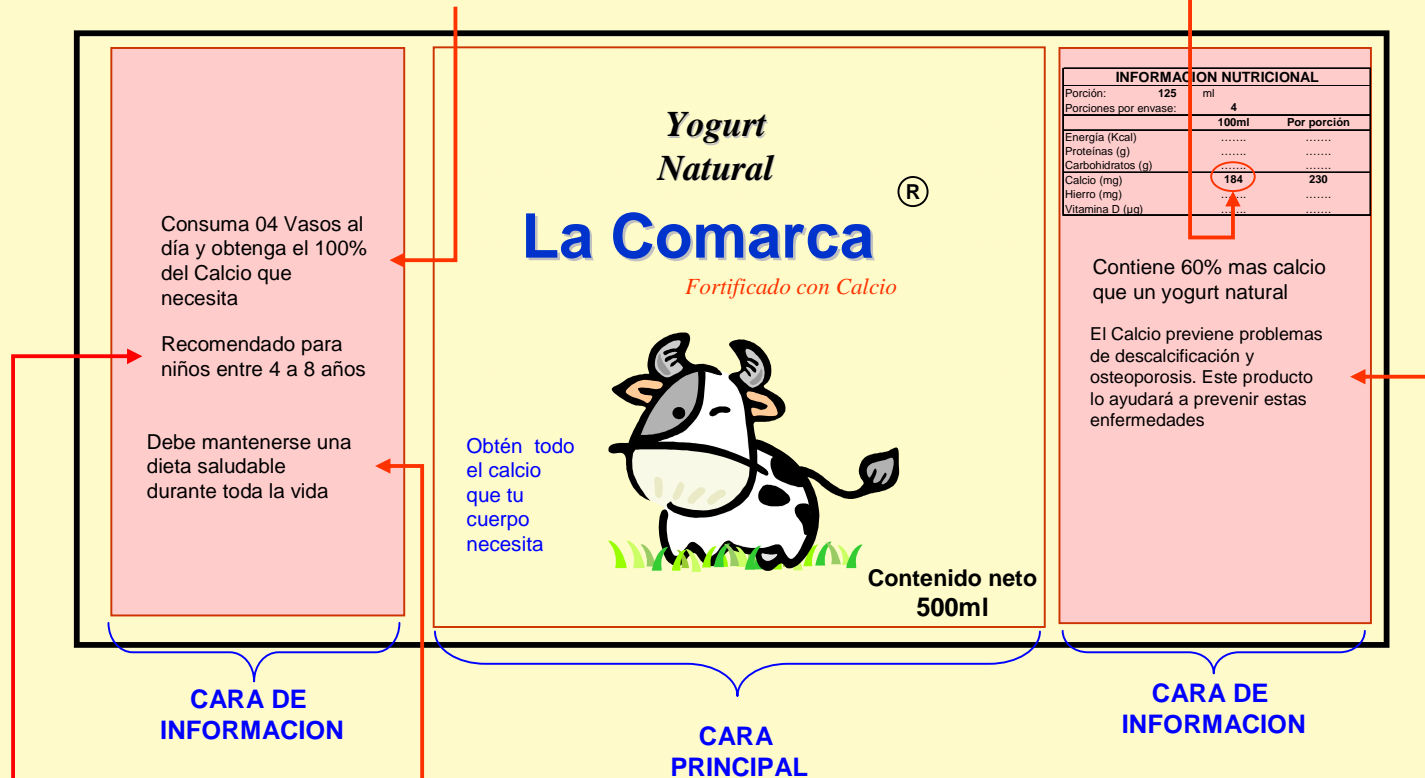 Consuma 04 Vasos al
día y obtenga el 100%
del Calcio que
necesita
Recomendado para
niños entre 4 a 8 años
Debe mantenerse una
dieta saludable
durante toda la vida
Yogurt
Natural
R
La Comarca
Fortificado con Calcio
Obtén todo
el calcio
que tu
cuerpo
necesita
Contenido neto
500ml
INFORMACION NUTRICIONAL
Porción: 125 ml
Porciones por envase: 4
100ml Por porción
Energía (Kcal) ....... .......
Proteínas (g) ....... .......
Carbohidratos (g) ....... .......
Calcio (mg) 184 230
Hierro (mg) ....... .......
Vitamina D (µg) ....... .......
Contiene 60% mas calcio
que un yogurt natural
El Calcio previene problemas
de descalcificación y
osteoporosis. Este producto
lo ayudará a prevenir estas
enfermedades
CARA DE
INFORMACION
CARA
PRINCIPAL
CARA DE
INFORMACION